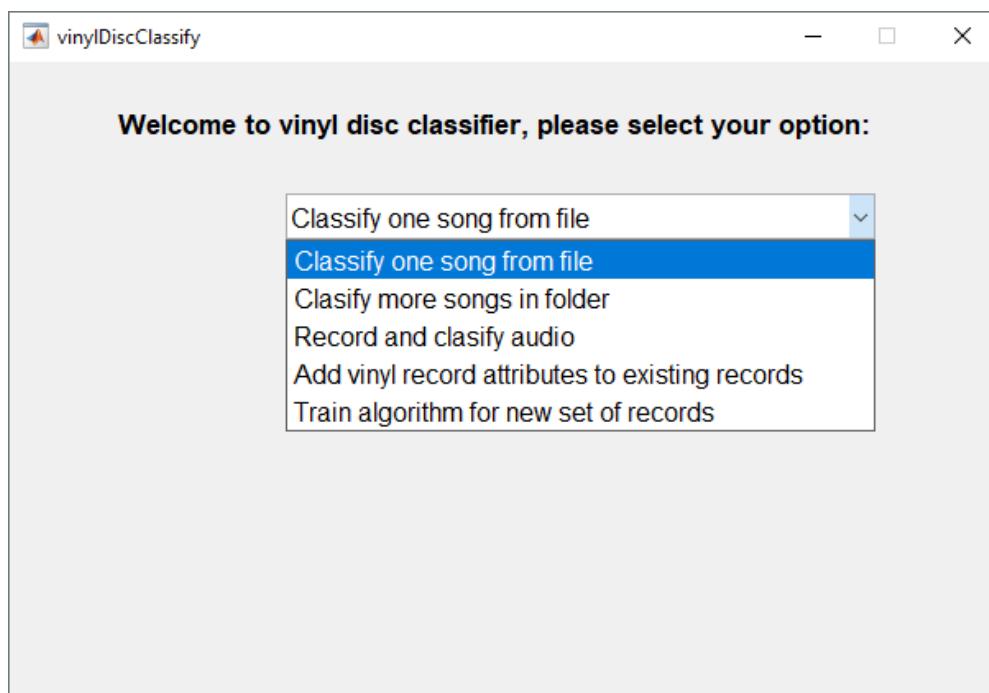 vinylDiscClassify
Welcome to vinyl disc classifier, please select your option:
Classify one song from file
Classify one song from file
Clasify more songs in folder
Record and clasify audio
Add vinyl record attributes to existing records
Train algorithm for new set of records